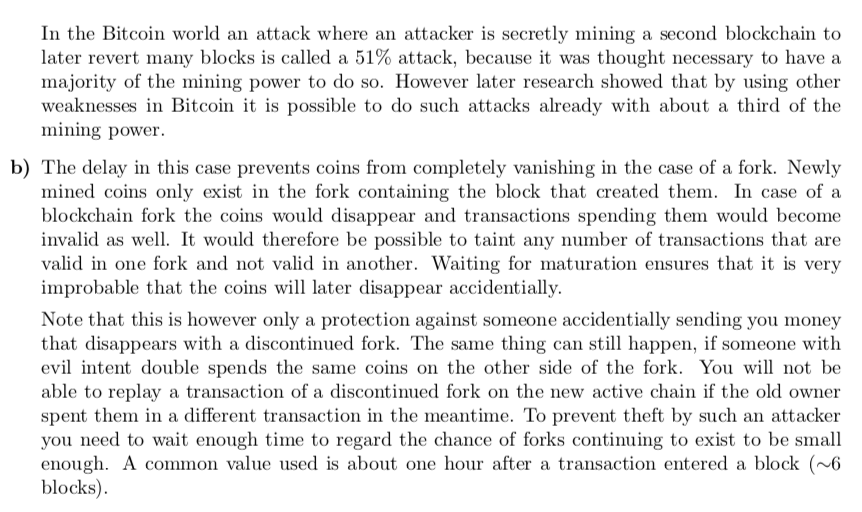 In the Bitcoin world an attack where an attacker is secretly mining a second blockchain to
later revert many blocks is called a 51% attack, because it was thought necessary to have a
majority of the mining power to do so. However later research showed that by using other
weaknesses in Bitcoin it is possible to do such attacks already with about a third of the
mining power.
b) The delay in this case prevents coins from completely vanishing in the case of a fork. Newly
mined coins only exist in the fork containing the block that created them. In case of a
blockchain fork the coins would disappear and transactions spending them would become
invalid as well. It would therefore be possible to taint any number of transactions that are
valid in one fork and not valid in another. Waiting for maturation ensures that it is very
improbable that the coins will later disappear accidentially.
Note that this is however only a protection against someone accidentially sending you money
that disappears with a discontinued fork. The same thing can still happen, if someone with
evil intent double spends the same coins on the other side of the fork. You will not be
able to replay a transaction of a discontinued fork on the new active chain if the old owner
spent them in a different transaction in the meantime. To prevent theft by such an attacker
you need to wait enough time to regard the chance of forks continuing to exist to be small
enough. A common value used is about one hour after a transaction entered a block (~6
blocks).